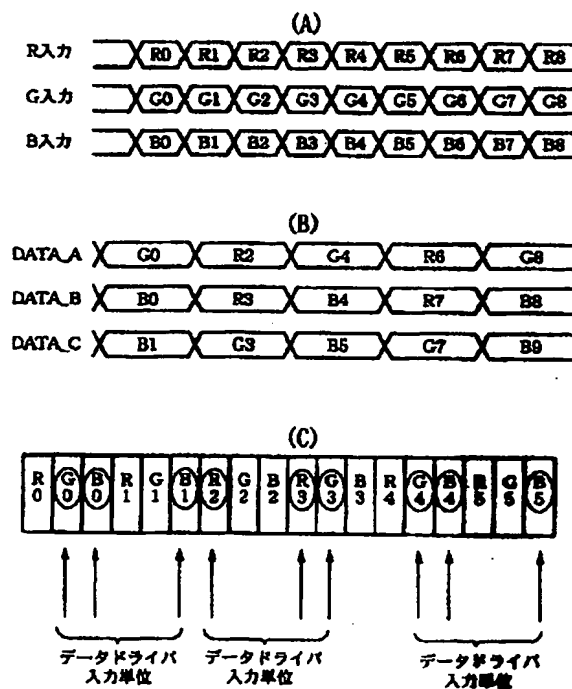 (A)
R入力 R0 R1 R2 R3 R4 R5 R6 R7 R8
G入力 G0 G1 G2 G3 G4 G5 G6 G7 G8
B入力 B0 B1 B2 B3 B4 B5 B6 B7 B8
(B)
DATA_A G0 R2 G4 R6 G8
DATA_B B0 R3 B4 R7 B8
DATA_C B1 G3 B5 G7 B9
(C)
R0 G0 B0 R1 G1 B1 R2 G2 B2 R3 G3 B3 R4 G4 B4 R5 G5 B5
データドライバ データドライバ データドライバ
入力単位 入力単位 入力単位